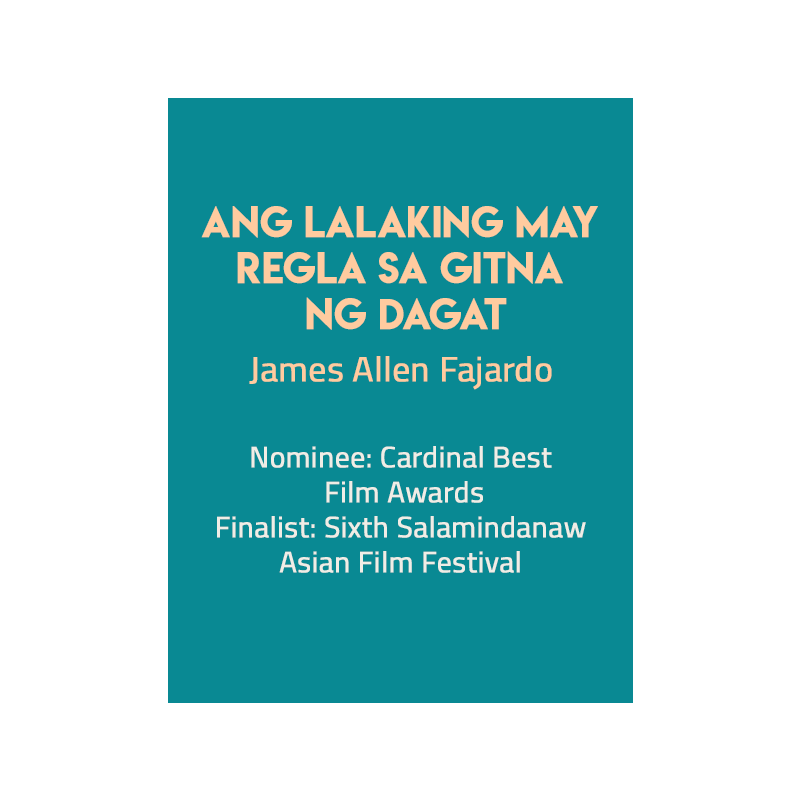 ANG LALAKING MAY
REGLA SA GITNA
NG DAGAT
James Allen Fajardo
Nominee: Cardinal Best
Film Awards
Finalist: Sixth Salamindanaw
Asian Film Festival